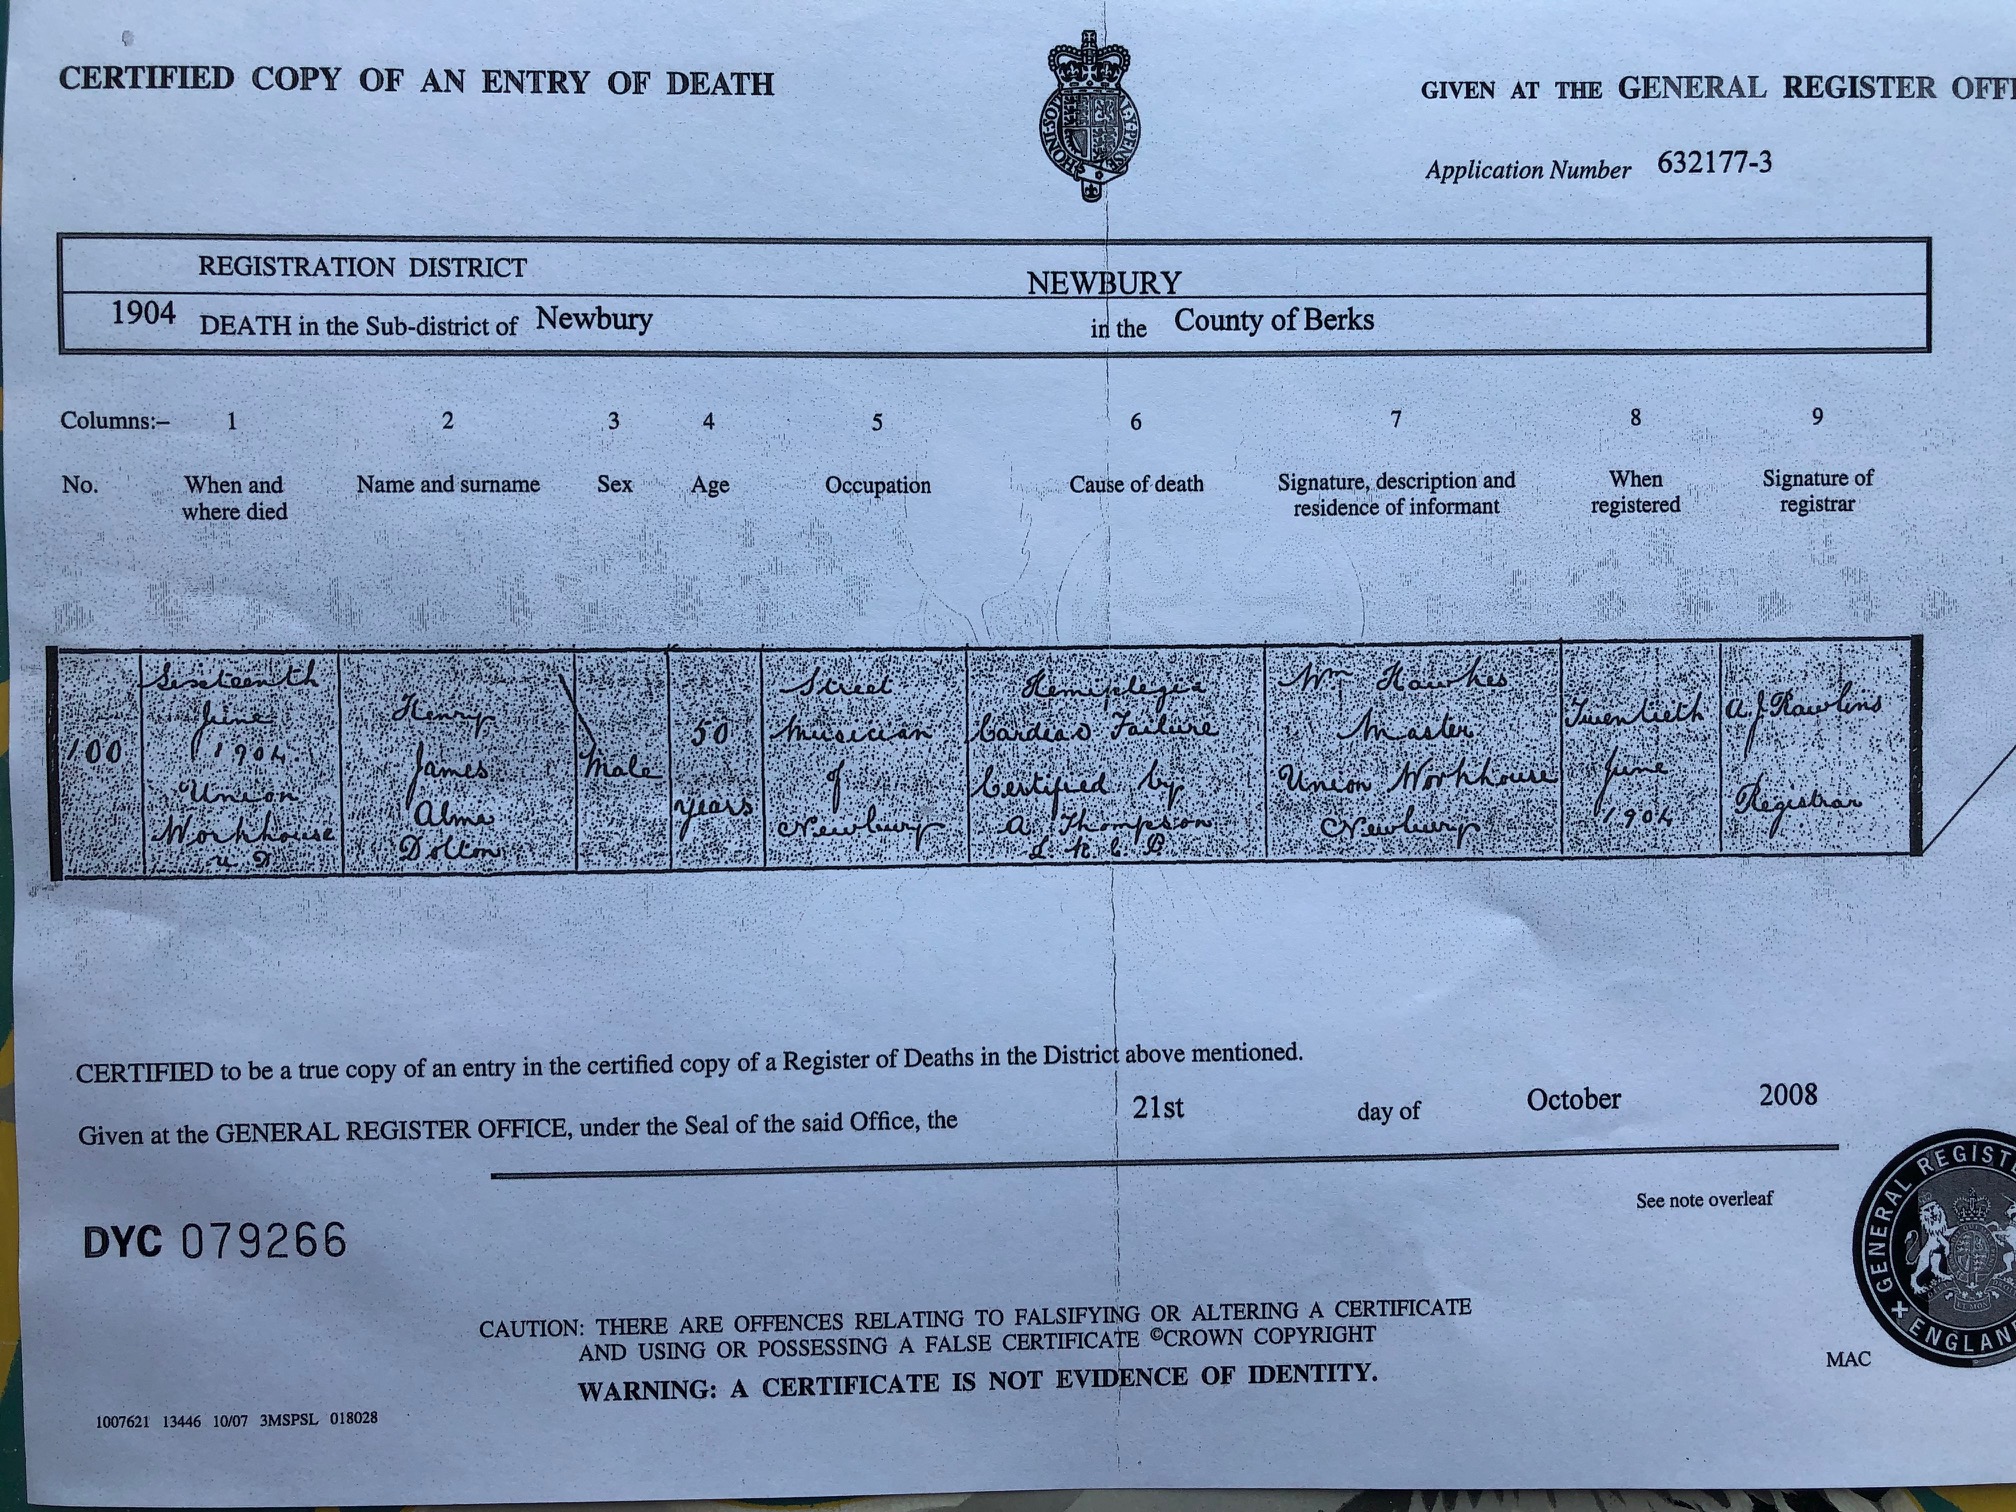 CERTIFIED COPY OF AN ENTRY OF DEATH
GIVEN AT THE GENERAL REGISTER OFFI
HONI·SOIT
AL·Y·PENSE
Application Number 632177-3
REGISTRATION DISTRICT NEWBURY
1904 DEATH in the Sub-district of Newbury in the County of Berks
Columns:– 1 2 3 4 5 6 7 8 9
No. When and where died Name and surname Sex Age Occupation Cause of death Signature, description and residence of informant When registered Signature of registrar
100
Sixteenth
June
1904.
Union
Workhouse
U D
Henry
James
Alma
Dolton
Male
50
years
Street
Musician
of
Newbury
Hemiplegia
Cardiac Failure
Certified by
A. Thompson
L. R. C. P.
Wm Hawkes
Master
Union Workhouse
Newbury
Twentieth
June
1904
A. J. Rawlins
Registrar
CERTIFIED to be a true copy of an entry in the certified copy of a Register of Deaths in the District above mentioned.
Given at the GENERAL REGISTER OFFICE, under the Seal of the said Office, the 21st day of October 2008
See note overleaf
DYC 079266
GENERAL REGIST
ENGLAN
CAUTION: THERE ARE OFFENCES RELATING TO FALSIFYING OR ALTERING A CERTIFICATE
AND USING OR POSSESSING A FALSE CERTIFICATE ©CROWN COPYRIGHT
WARNING: A CERTIFICATE IS NOT EVIDENCE OF IDENTITY.
MAC
1007621 13446 10/07 3MSPSL 018028